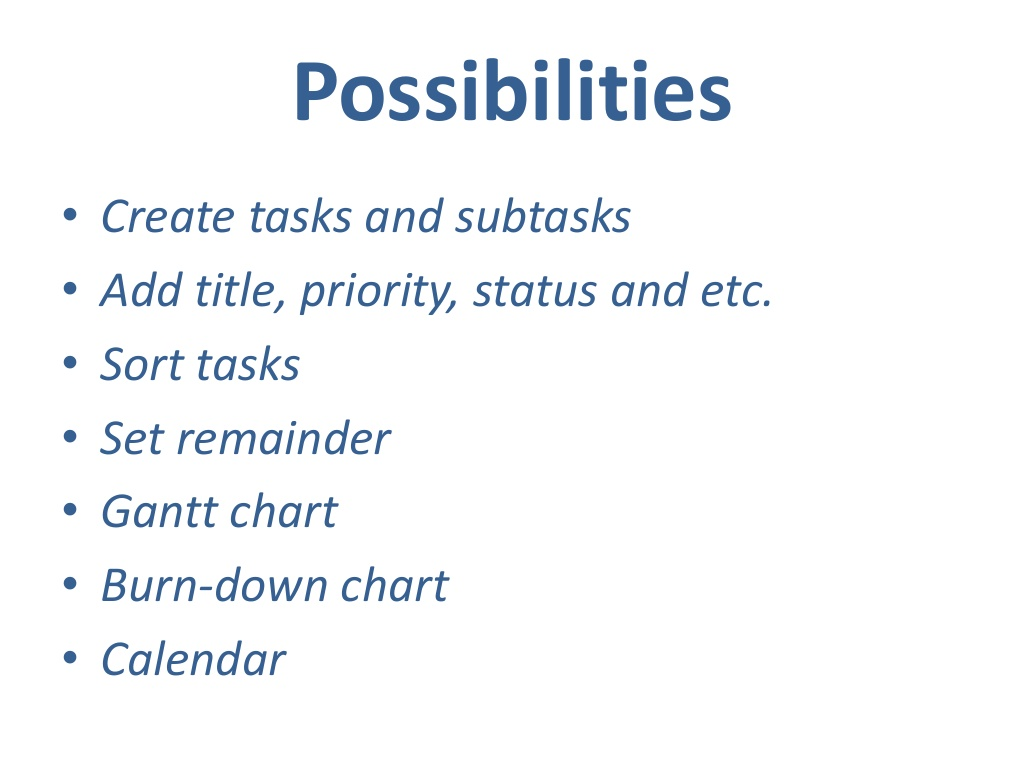 Possibilities
• Create tasks and subtasks
• Add title, priority, status and etc.
• Sort tasks
• Set remainder
• Gantt chart
• Burn-down chart
• Calendar